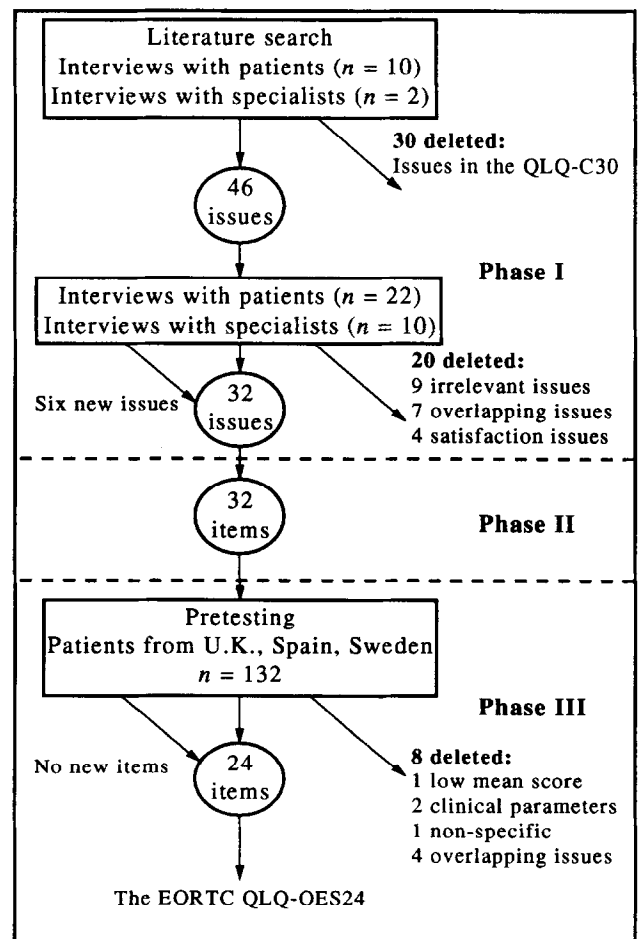 Literature search
Interviews with patients (n = 10)
Interviews with specialists (n = 2)
30 deleted:
Issues in the QLQ-C30
46
issues
Phase I
Interviews with patients (n = 22)
Interviews with specialists (n = 10)
Six new issues
32
issues
20 deleted:
9 irrelevant issues
7 overlapping issues
4 satisfaction issues
32
items
Phase II
Pretesting
Patients from U.K., Spain, Sweden
n = 132
Phase III
No new items
24
items
8 deleted:
1 low mean score
2 clinical parameters
1 non-specific
4 overlapping issues
The EORTC QLQ-OES24